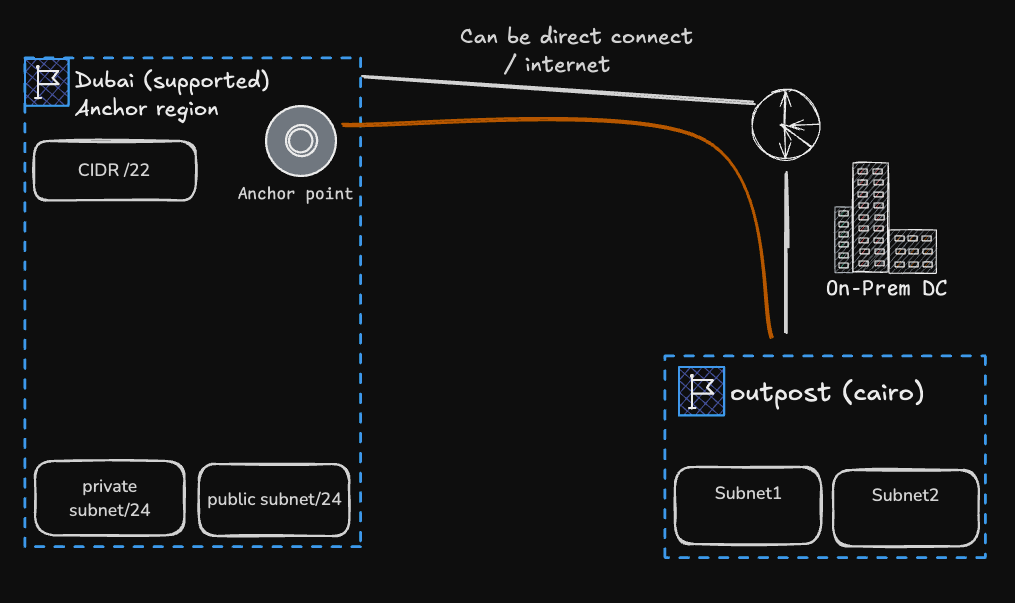 Can be direct connect
/ internet
Dubai (supported)
Anchor region
CIDR /22
Anchor point
On-Prem DC
outpost (cairo)
private
subnet/24
public subnet/24
Subnet1
Subnet2